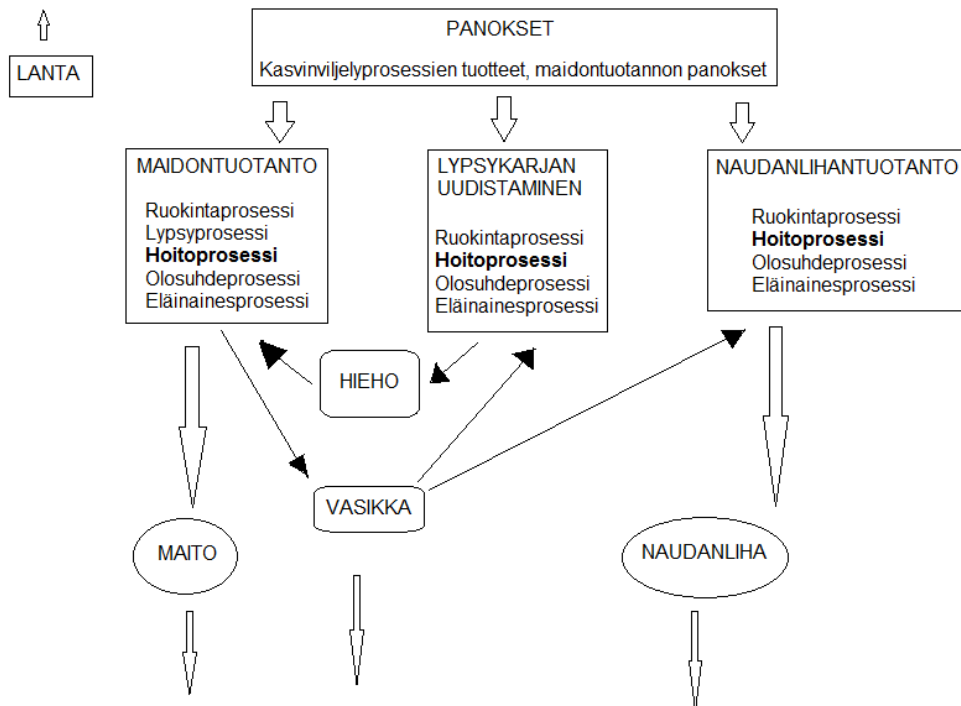 PANOKSET
LANTA
Kasvinviljelyprosessien tuotteet, maidontuotannon panokset
MAIDONTUOTANTO
Ruokintaprosessi
Lypsyprosessi
Hoitoprosessi
Olosuhdeprosessi
Eläinainesprosessi
LYPSYKARJAN
UUDISTAMINEN
Ruokintaprosessi
Hoitoprosessi
Olosuhdeprosessi
Eläinainesprosessi
NAUDANLIHANTUOTANTO
Ruokintaprosessi
Hoitoprosessi
Olosuhdeprosessi
Eläinainesprosessi
HIEHO
VASIKKA
MAITO
NAUDANLIHA